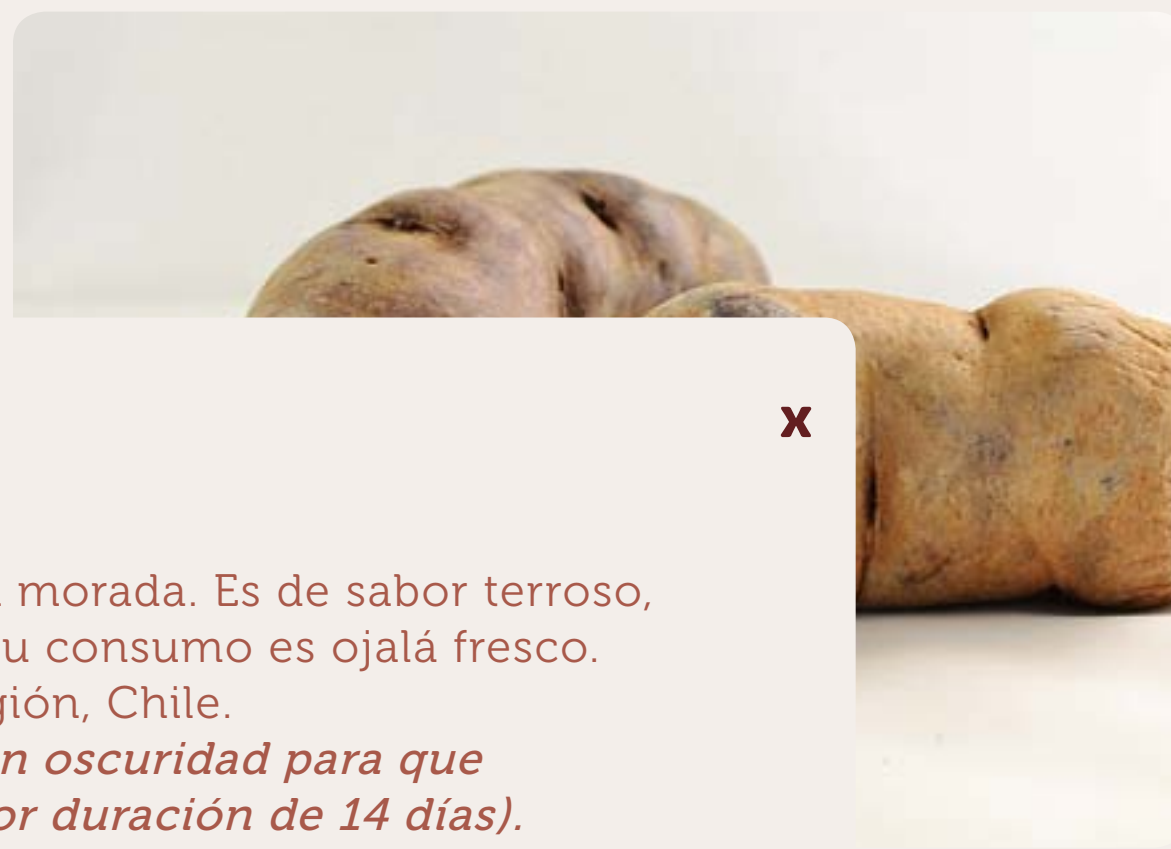 x
morada. Es de sabor terroso,
u consumo es ojalá fresco.
gión, Chile.
n oscuridad para que
or duración de 14 días).